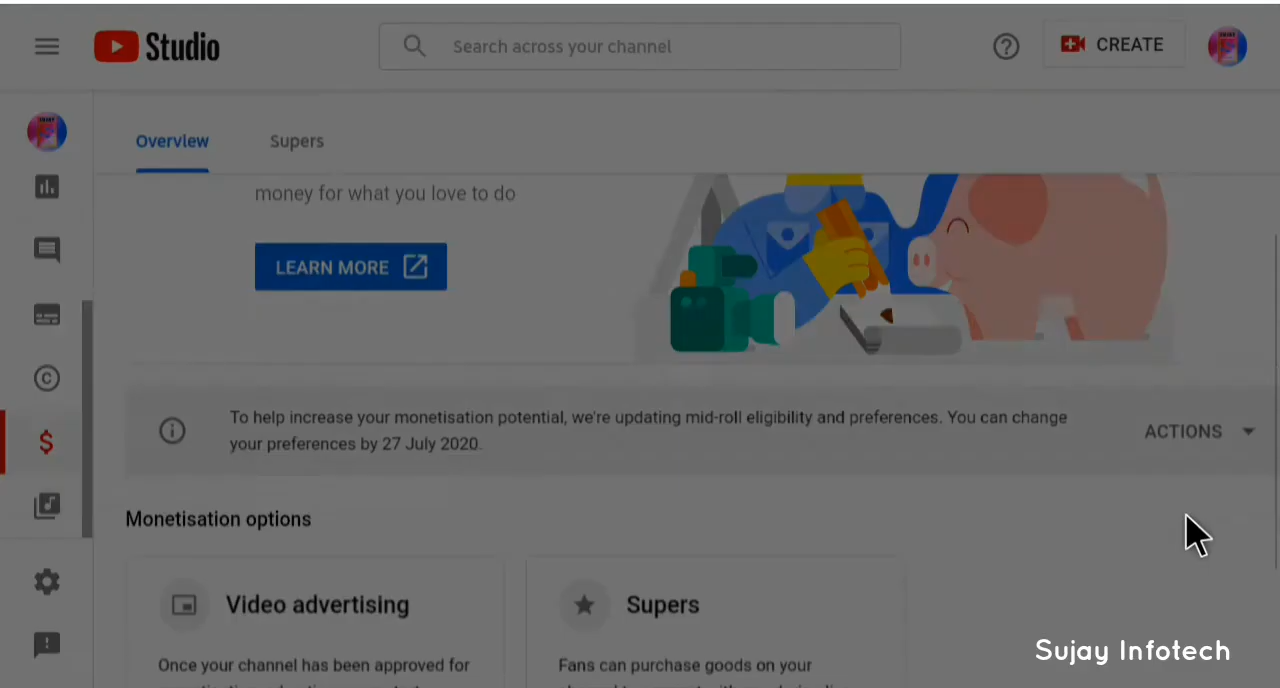 Studio
Search across your channel
CREATE
Overview
Supers
money for what you love to do
LEARN MORE
To help increase your monetisation potential, we're updating mid-roll eligibility and preferences. You can change
your preferences by 27 July 2020.
ACTIONS
Monetisation options
Video advertising
Supers
Once your channel has been approved for
Fans can purchase goods on your
Sujay Infotech